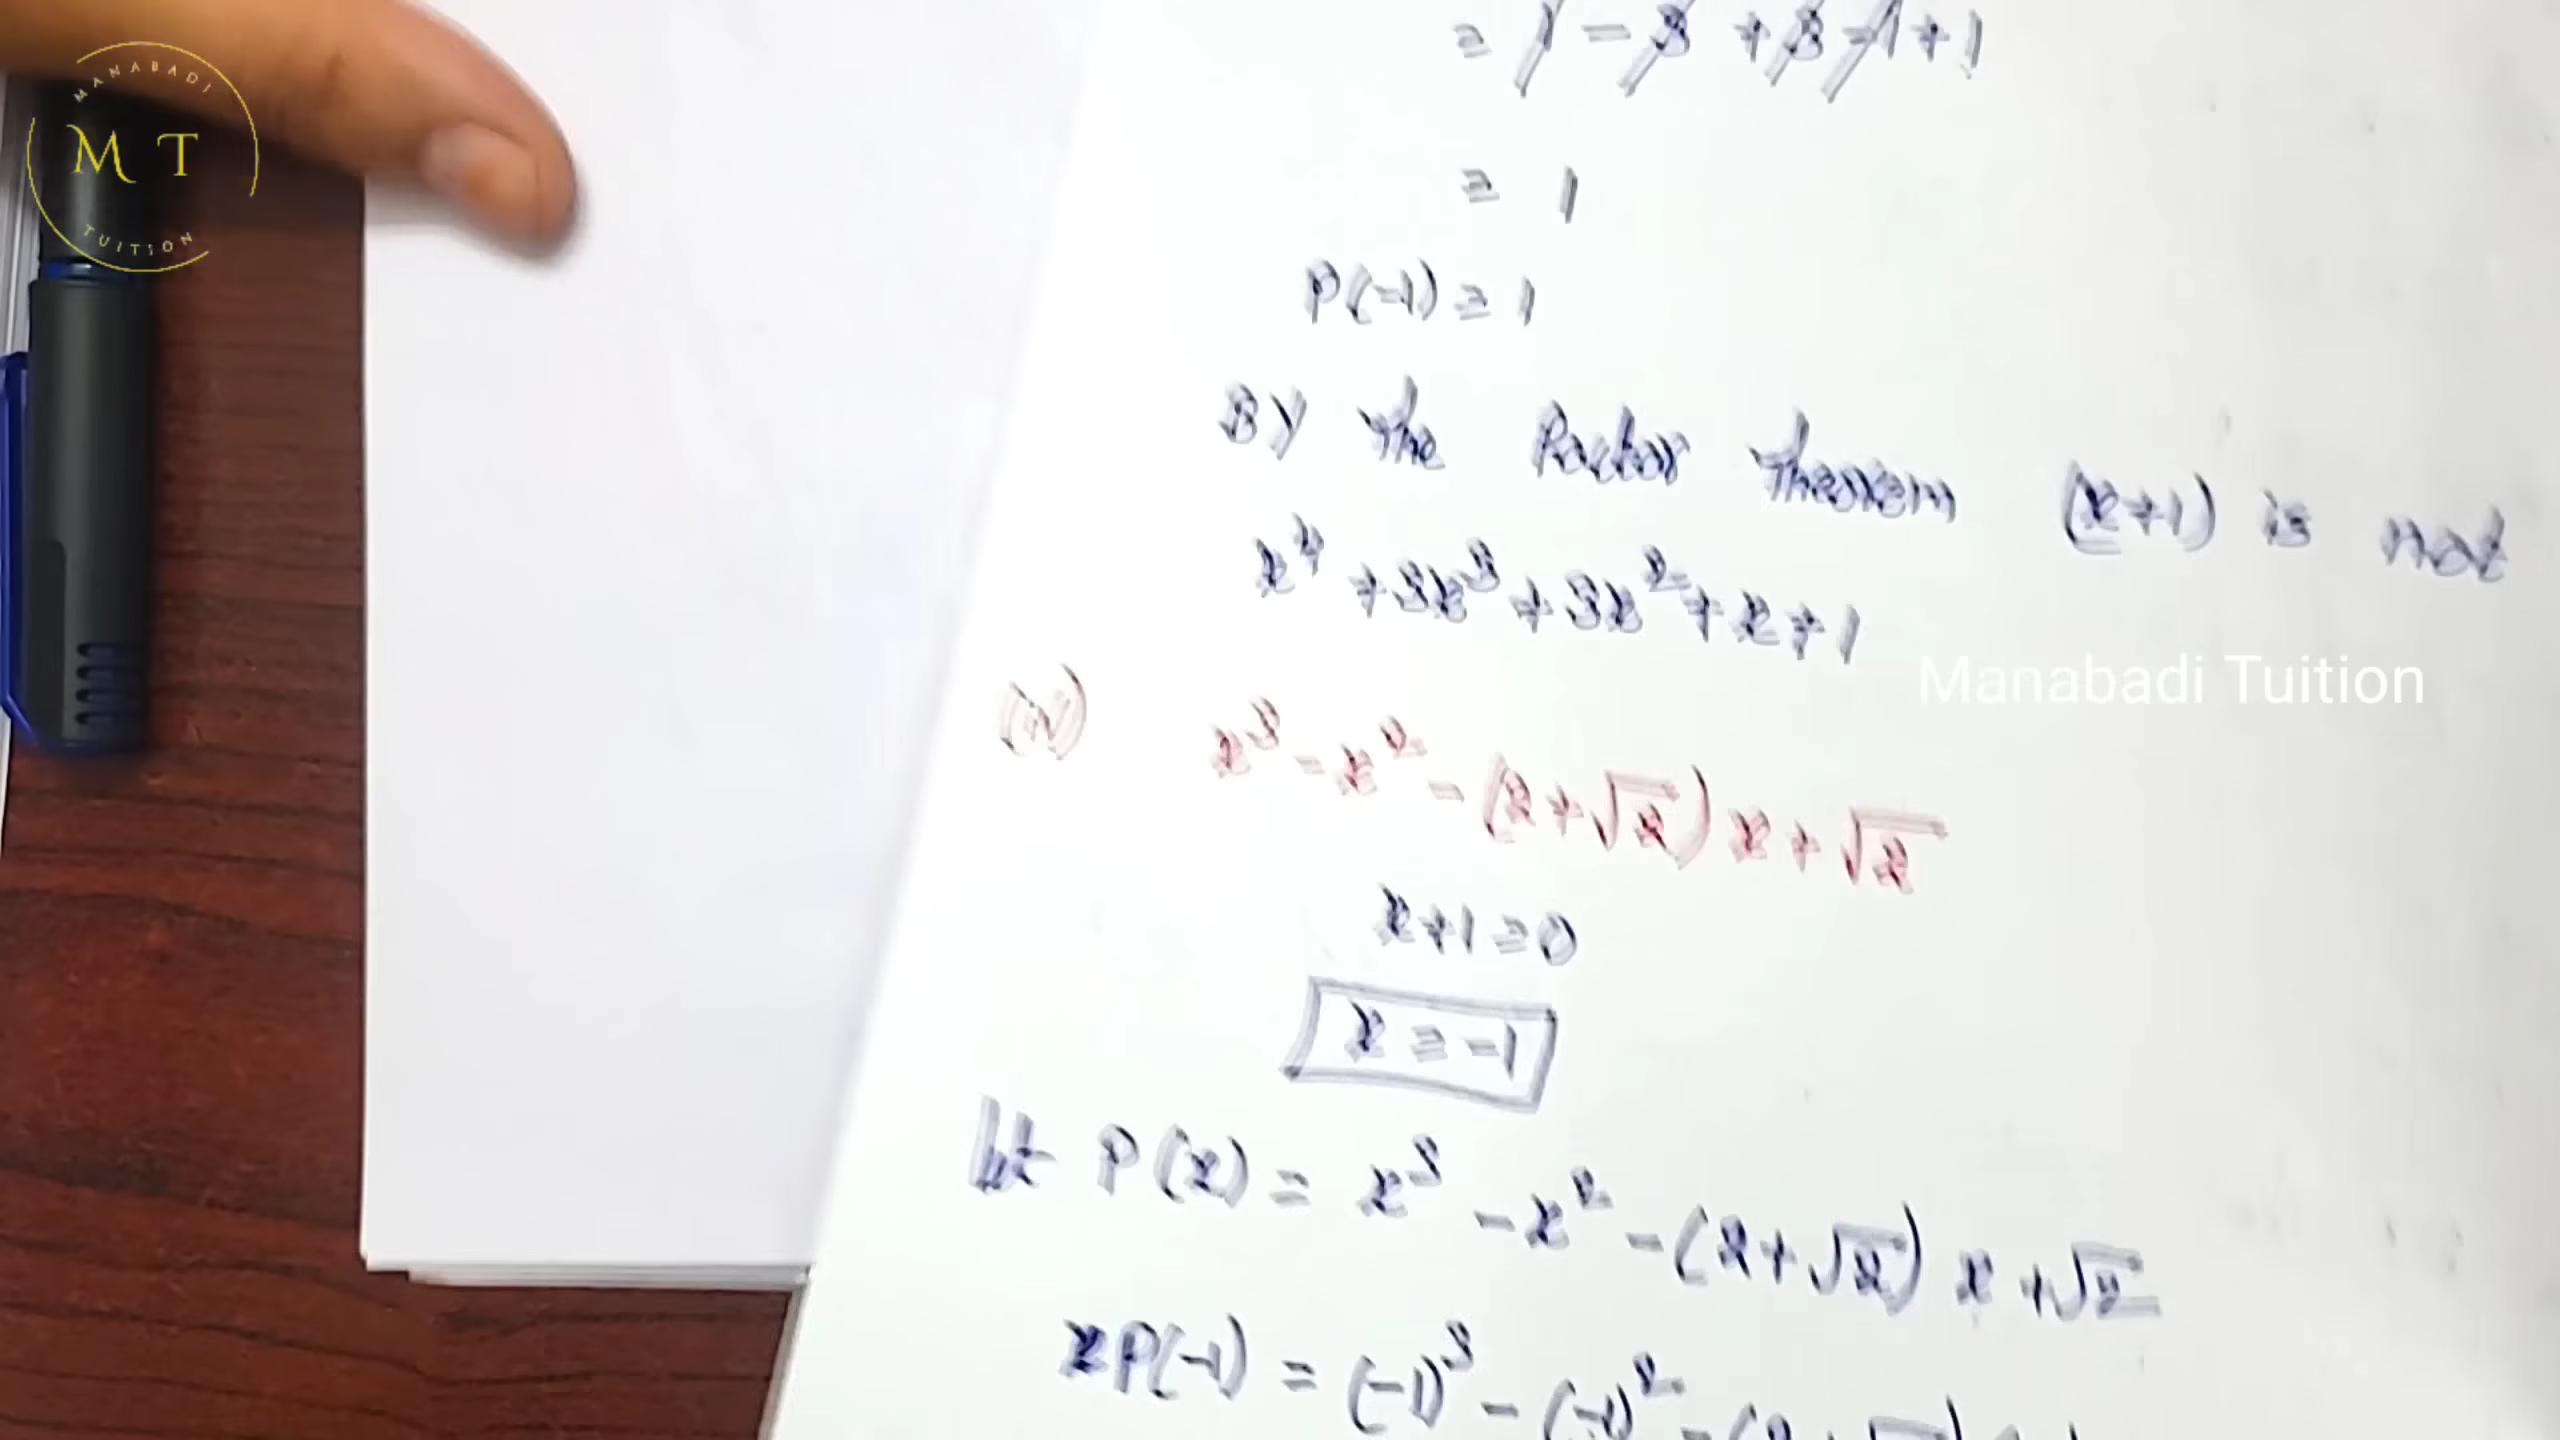 MANABADI
M T
TUITION
= 1 - 3 + 3 - 1 + 1
= 1
P(-1) = 1
BY the Factor theorem (x+1) is not
x⁴ + 3x³ + 3x² + x + 1
Manabadi Tuition
(iv) x³ - x² - (2+√2) x + √2
x+1=0
x = -1
let P(x) = x³ - x² - (2+√2) x + √2
P(-1) = (-1)³ - (-1)² - (2+√